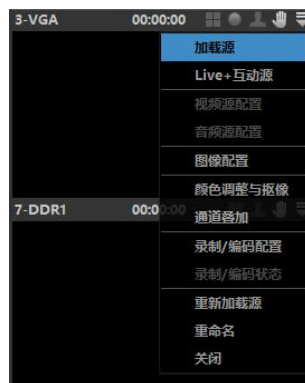 3-VGA 00:00:00
加载源
Live+互动源
视频源配置
音频源配置
图像配置
颜色调整与抠像
7-DDR1 00:00:00
通道叠加
录制/编码配置
录制/编码状态
重新加载源
重命名
关闭